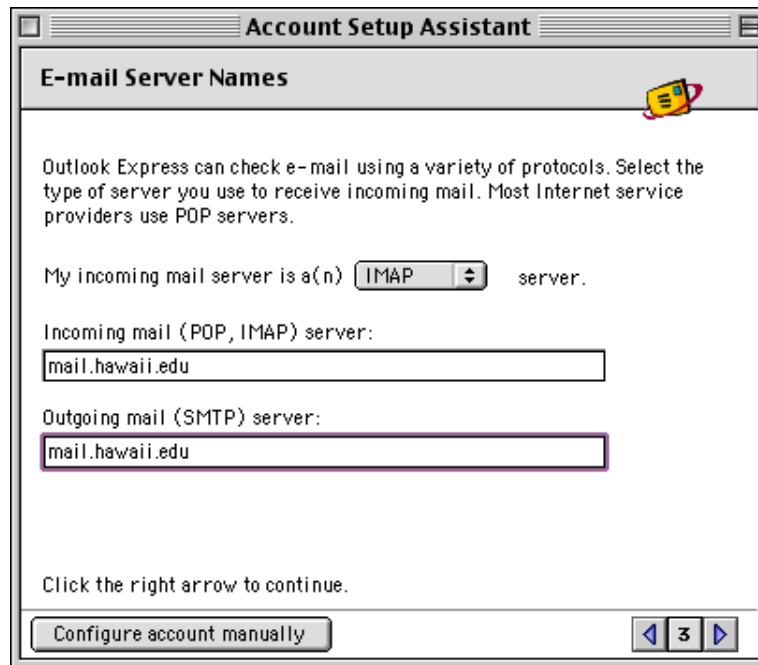 Account Setup Assistant
E-mail Server Names
Outlook Express can check e-mail using a variety of protocols. Select the
type of server you use to receive incoming mail. Most Internet service
providers use POP servers.
My incoming mail server is a(n) IMAP server.
Incoming mail (POP, IMAP) server:
mail.hawaii.edu
Outgoing mail (SMTP) server:
mail.hawaii.edu
Click the right arrow to continue.
Configure account manually 3